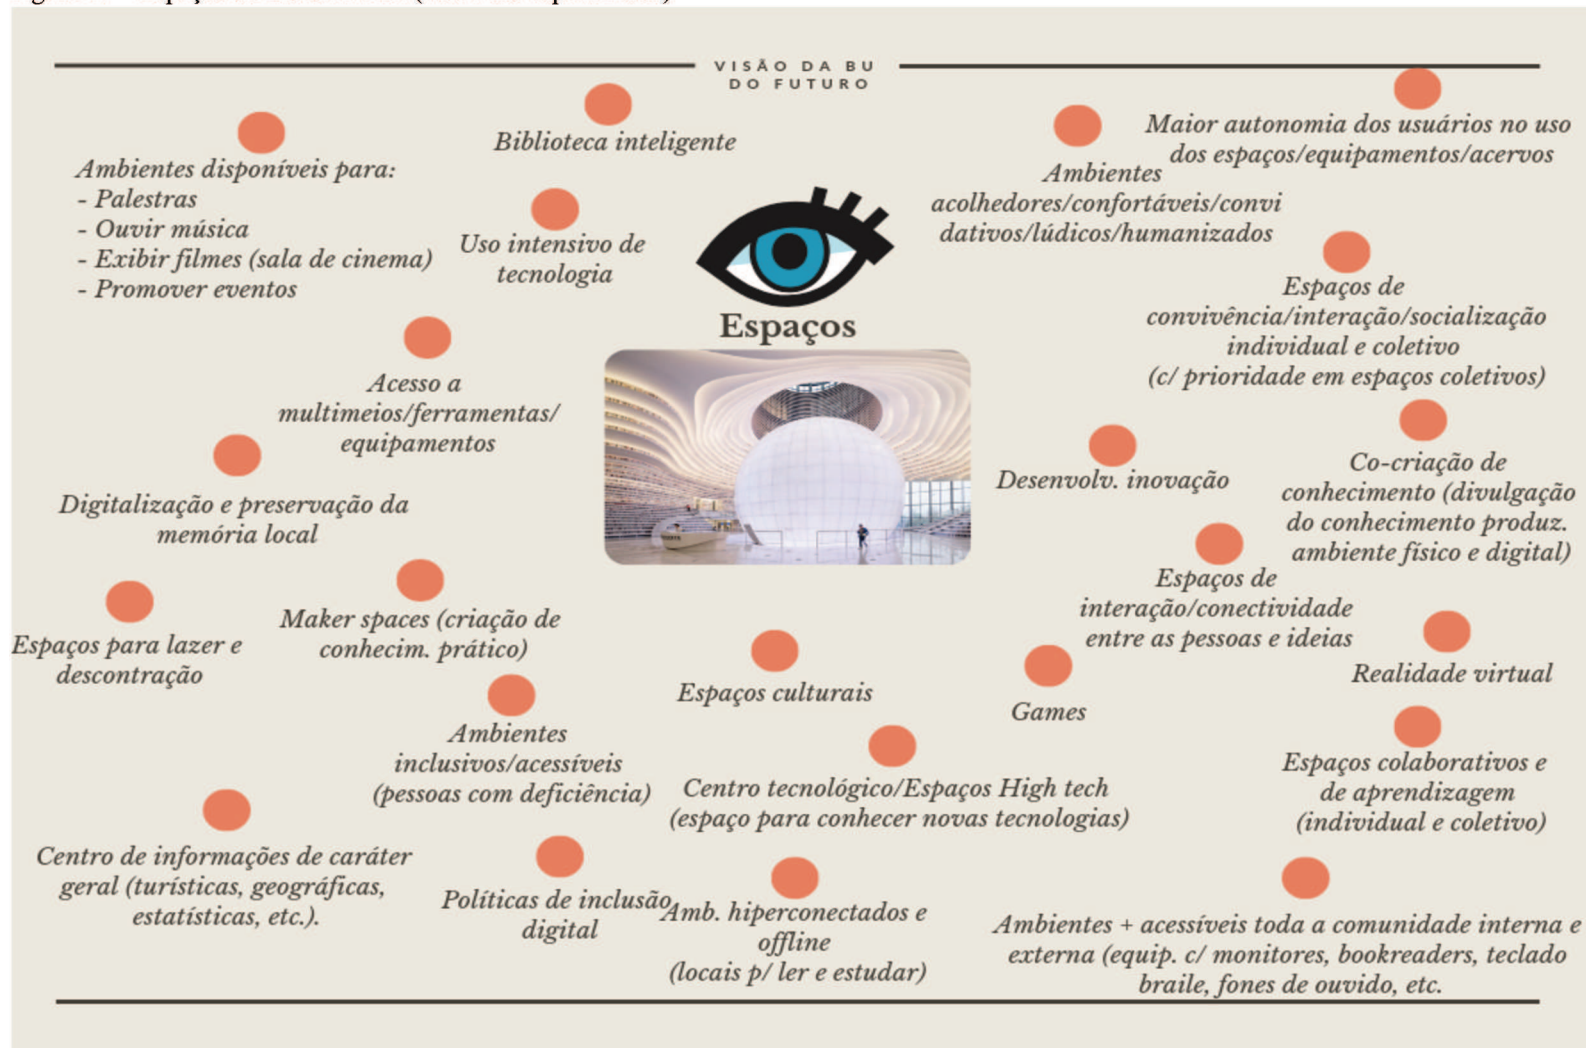 VISÃO DA BU
DO FUTURO
Biblioteca inteligente
Ambientes disponíveis para:
- Palestras
- Ouvir música
- Exibir filmes (sala de cinema)
- Promover eventos
Uso intensivo de
tecnologia
Maior autonomia dos usuários no uso
dos espaços/equipamentos/acervos
Ambientes
acolhedores/confortáveis/convi
dativos/lúdicos/humanizados
Espaços
Espaços de
convivência/interação/socialização
individual e coletivo
(c/ prioridade em espaços coletivos)
Acesso a
multimeios/ferramentas/
equipamentos
Desenvolv. inovação
Co-criação de
conhecimento (divulgação
do conhecimento produz.
ambiente físico e digital)
Digitalização e preservação da
memória local
Espaços de
interação/conectividade
entre as pessoas e ideias
Maker spaces (criação de
conhecim. prático)
Espaços para lazer e
descontração
Espaços culturais
Games
Realidade virtual
Ambientes
inclusivos/acessíveis
(pessoas com deficiência)
Centro tecnológico/Espaços High tech
(espaço para conhecer novas tecnologias)
Espaços colaborativos e
de aprendizagem
(individual e coletivo)
Centro de informações de caráter
geral (turísticas, geográficas,
estatísticas, etc.).
Políticas de inclusão
digital
Amb. hiperconectados e
offline
(locais p/ ler e estudar)
Ambientes + acessíveis toda a comunidade interna e
externa (equip. c/ monitores, bookreaders, teclado
braile, fones de ouvido, etc.